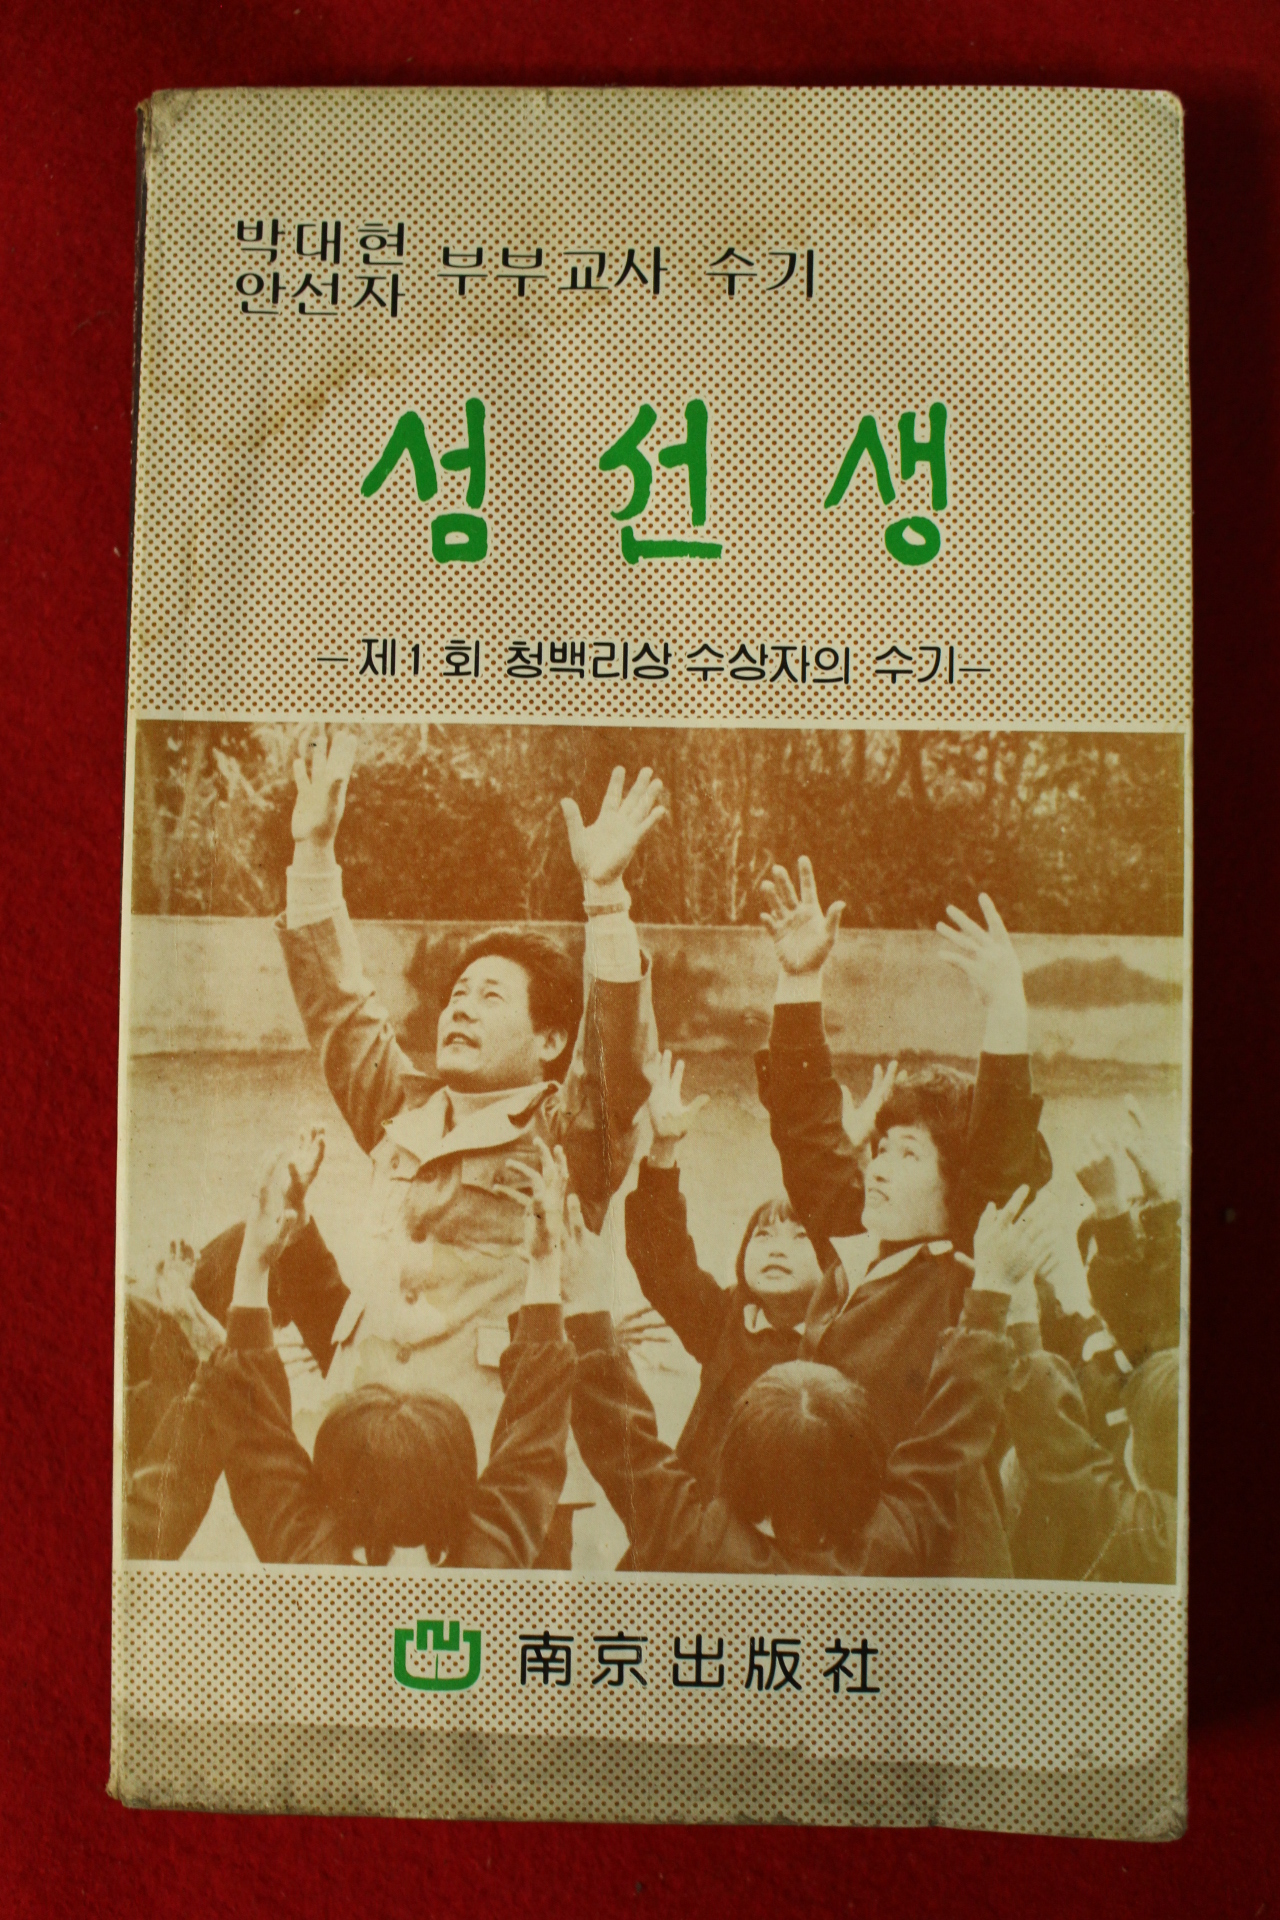 박대현
안선자
부부교사 수기
섬선생
—제1회 청백리상 수상자의 수기—
南京出版社